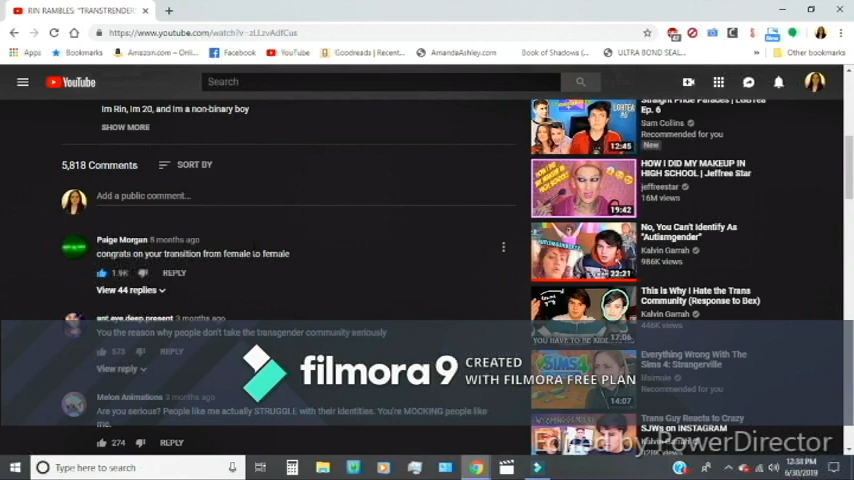 RIN RAMBLES: "TRANSTRENDER
https://www.youtube.com/watch?v=zLLzvAdfCus
Apps
Bookmarks
Amazon.com – Onli...
Facebook
YouTube
Goodreads | Recent...
AmandaAshley.com
Book of Shadows (...
ULTRA BOND SEAL...
Other bookmarks
YouTube
Search
Im Rin, Im 20, and Im a non-binary boy
SHOW MORE
5,818 Comments
SORT BY
Add a public comment...
Paige Morgan 8 months ago
congrats on your transition from female to female
1.9K
REPLY
View 44 replies
ant eye deep present 3 months ago
You the reason why people don't take the transgender community seriously
573
REPLY
View reply
Melon Animations 3 months ago
Are you serious? People like me actually STRUGGLE with their identities. You're MOCKING people like
me.
274
REPLY
Straight Pride Parades | LGBTea
Ep. 6
Sam Collins
Recommended for you
New
12:45
HOW I DID MY MAKEUP IN
HIGH SCHOOL | Jeffree Star
jeffreestar
16M views
19:42
No, You Can't Identify As
"Autismgender"
Kalvin Garrah
986K views
22:21
This is Why I Hate the Trans
Community (Response to Box)
Kalvin Garrah
446K views
17:06
Everything Wrong With The
Sims 4: Strangerville
Recommended for you
14:07
Trans Guy Reacts to Crazy
SJWs on INSTAGRAM
Kalvin Garrah
filmora9
CREATED
WITH FILMORA FREE PLAN
Edited by PowerDirector
Type here to search
12:38 PM
6/30/2019